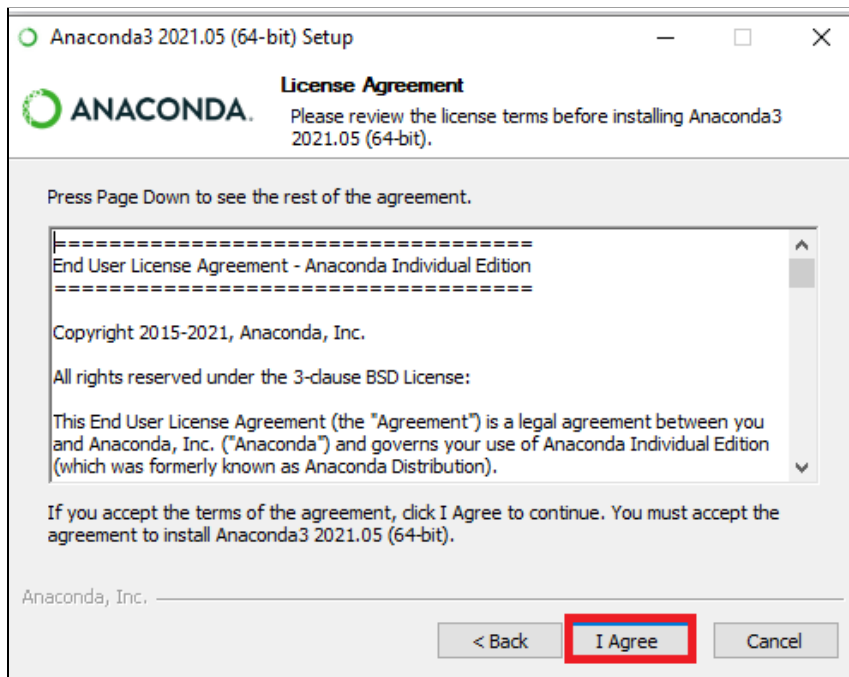 Anaconda3 2021.05 (64-bit) Setup
ANACONDA.
License Agreement
Please review the license terms before installing Anaconda3
2021.05 (64-bit).
Press Page Down to see the rest of the agreement.
===================================
End User License Agreement - Anaconda Individual Edition
===================================
Copyright 2015-2021, Anaconda, Inc.
All rights reserved under the 3-clause BSD License:
This End User License Agreement (the "Agreement") is a legal agreement between you
and Anaconda, Inc. ("Anaconda") and governs your use of Anaconda Individual Edition
(which was formerly known as Anaconda Distribution).
If you accept the terms of the agreement, click I Agree to continue. You must accept the
agreement to install Anaconda3 2021.05 (64-bit).
Anaconda, Inc.
< Back
I Agree
Cancel